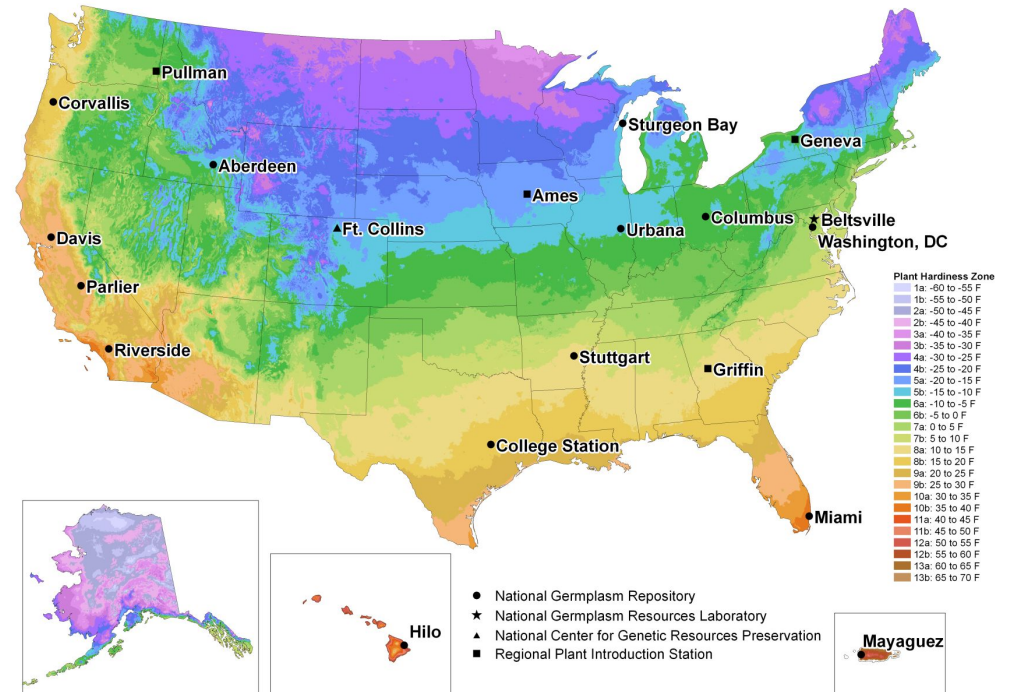 Pullman
Corvallis
Sturgeon Bay
Geneva
Aberdeen
Ames
Columbus
Beltsville
Ft. Collins
Urbana
Washington, DC
Davis
Parlier
Riverside
Stuttgart
Griffin
College Station
Miami
Plant Hardiness Zone
1a: -60 to -55 F
1b: -55 to -50 F
2a: -50 to -45 F
2b: -45 to -40 F
3a: -40 to -35 F
3b: -35 to -30 F
4a: -30 to -25 F
4b: -25 to -20 F
5a: -20 to -15 F
5b: -15 to -10 F
6a: -10 to -5 F
6b: -5 to 0 F
7a: 0 to 5 F
7b: 5 to 10 F
8a: 10 to 15 F
8b: 15 to 20 F
9a: 20 to 25 F
9b: 25 to 30 F
10a: 30 to 35 F
10b: 35 to 40 F
11a: 40 to 45 F
11b: 45 to 50 F
12a: 50 to 55 F
12b: 55 to 60 F
13a: 60 to 65 F
13b: 65 to 70 F
Hilo
National Germplasm Repository
National Germplasm Resources Laboratory
National Center for Genetic Resources Preservation
Regional Plant Introduction Station
Mayaguez